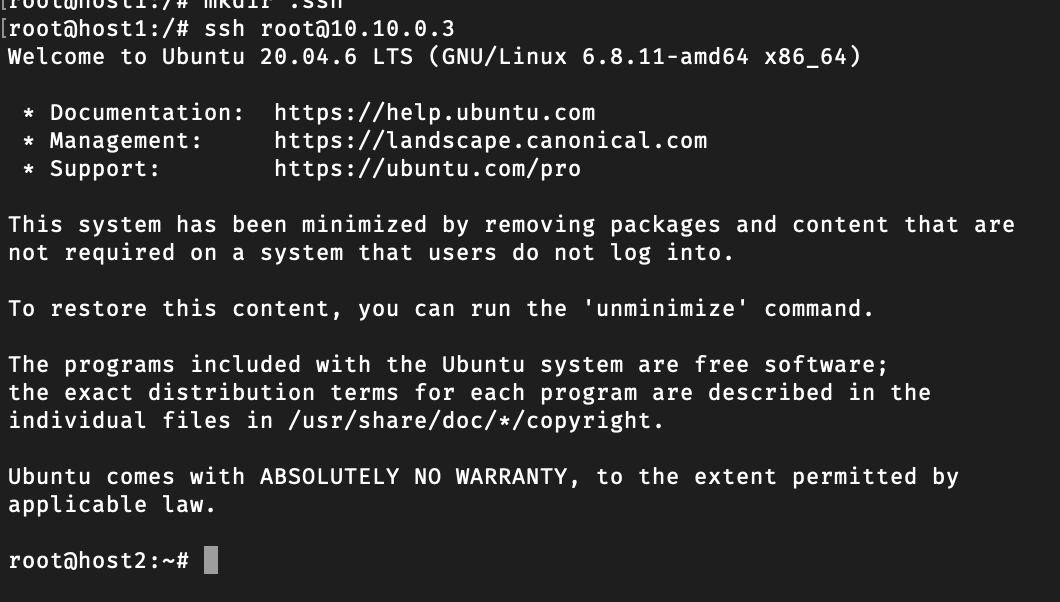 [root@host1:/# mkdir .ssh
[root@host1:/# ssh root@10.10.0.3
Welcome to Ubuntu 20.04.6 LTS (GNU/Linux 6.8.11-amd64 x86_64)
* Documentation:  https://help.ubuntu.com
* Management:     https://landscape.canonical.com
* Support:        https://ubuntu.com/pro
This system has been minimized by removing packages and content that are
not required on a system that users do not log into.
To restore this content, you can run the 'unminimize' command.
The programs included with the Ubuntu system are free software;
the exact distribution terms for each program are described in the
individual files in /usr/share/doc/*/copyright.
Ubuntu comes with ABSOLUTELY NO WARRANTY, to the extent permitted by
applicable law.
root@host2:~#